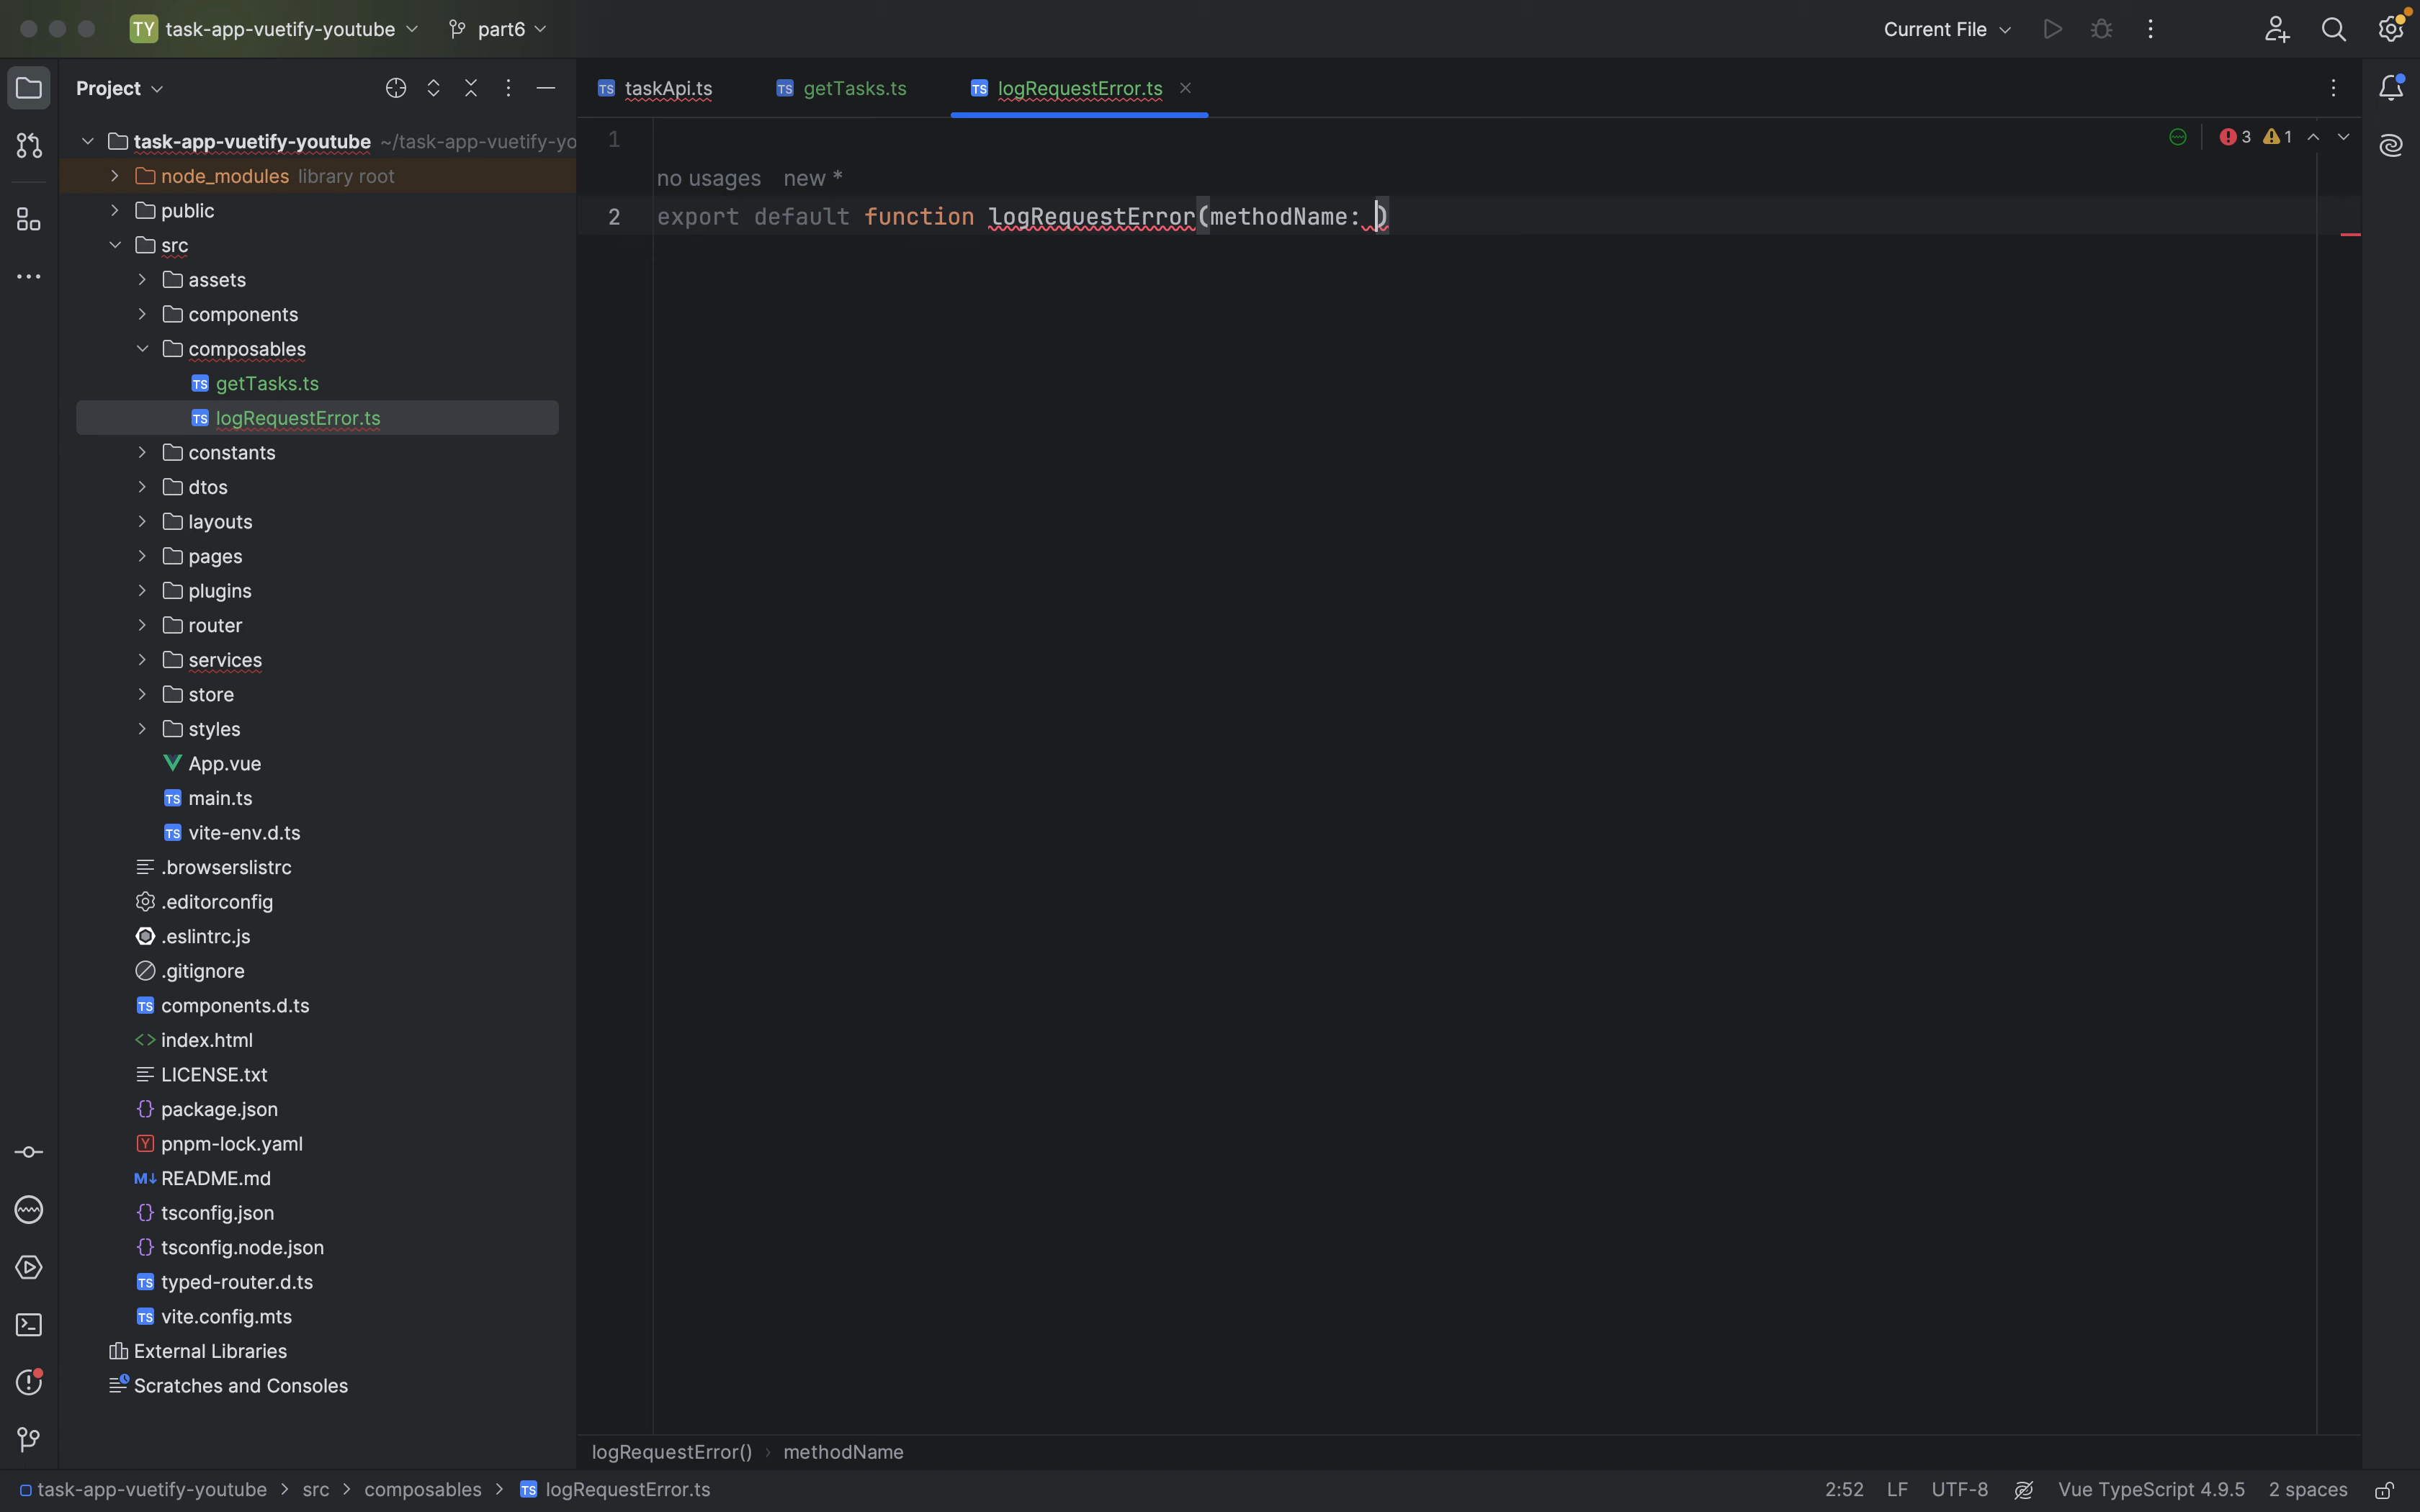 TY task-app-vuetify-youtube part6 Current File
Project
taskApi.ts getTasks.ts logRequestError.ts
task-app-vuetify-youtube ~/task-app-vuetify-yo
node_modules library root
public
src
assets
components
composables
getTasks.ts
logRequestError.ts
constants
dtos
layouts
pages
plugins
router
services
store
styles
App.vue
main.ts
vite-env.d.ts
.browserslistrc
.editorconfig
.eslintrc.js
.gitignore
components.d.ts
index.html
LICENSE.txt
package.json
pnpm-lock.yaml
README.md
tsconfig.json
tsconfig.node.json
typed-router.d.ts
vite.config.mts
External Libraries
Scratches and Consoles
1 3 1
no usages new *
2 export default function logRequestError(methodName: )
logRequestError() › methodName
task-app-vuetify-youtube > src > composables > logRequestError.ts 2:52 LF UTF-8 Vue TypeScript 4.9.5 2 spaces